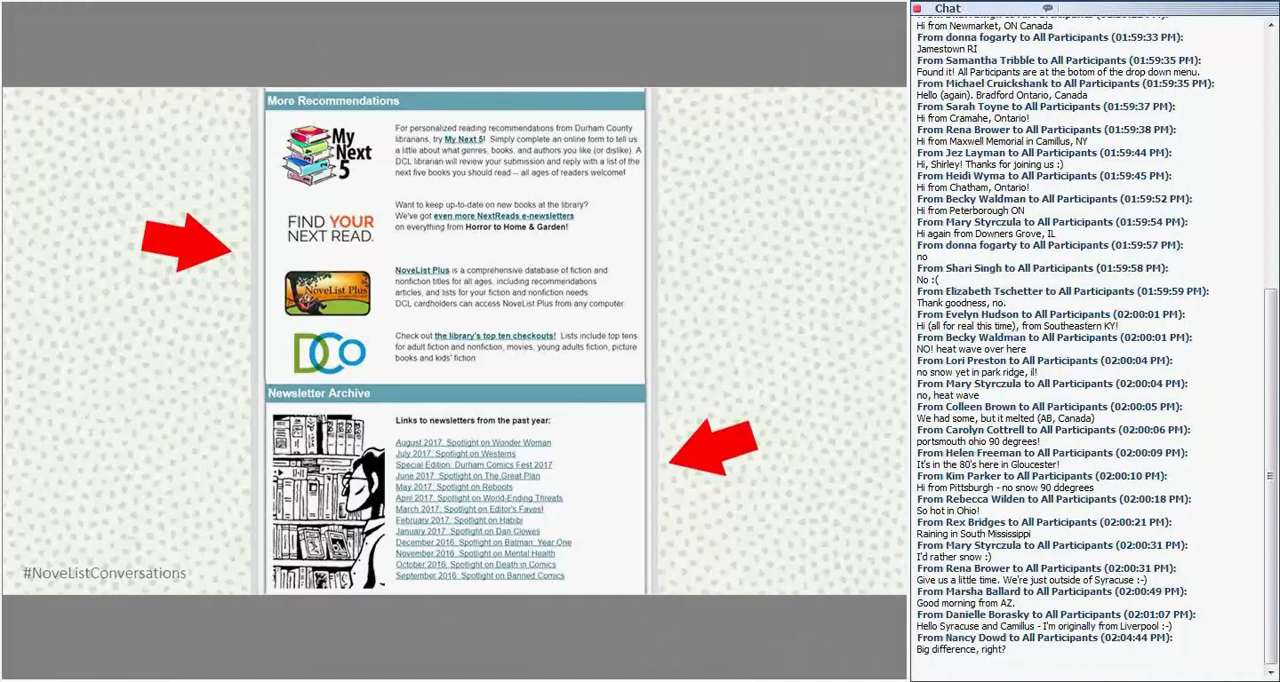 More Recommendations
My
Next
5
For personalized reading recommendations from Durham County
librarians, try My Next 5! Simply complete an online form to tell us
a little about what genres, books, and authors you like (or dislike). A
DCL librarian will review your submission and reply with a list of the
next five books you should read -- all ages of readers welcome!
FIND YOUR
NEXT READ.
Want to keep up-to-date on new books at the library?
We've got even more NextReads e-newsletters
on everything from Horror to Home & Garden!
NoveList Plus
NoveList Plus is a comprehensive database of fiction and
nonfiction titles for all ages, including recommendations
articles, and lists for your fiction and nonfiction needs.
DCL cardholders can access NoveList Plus from any computer.
DCo
Check out the library's top ten checkouts! Lists include top tens
for adult fiction and nonfiction, movies, young adults fiction, picture
books and kids' fiction
Newsletter Archive
Links to newsletters from the past year:
August 2017, Spotlight on Wonder Woman
July 2017, Spotlight on Westerns
Special Edition, Durham Comics Fest 2017
June 2017, Spotlight on The Great Plan
May 2017, Spotlight on Reboots
April 2017, Spotlight on World-Ending Threats
March 2017, Spotlight on Editor's Faves!
February 2017, Spotlight on Habibi
January 2017, Spotlight on Dan Clowes
December 2016, Spotlight on Batman: Year One
November 2016, Spotlight on Mental Health
October 2016, Spotlight on Death in Comics
September 2016, Spotlight on Banned Comics
#NoveListConversations
Chat
Hi from Newmarket, ON Canada
From donna fogarty to All Participants (01:59:33 PM):
Jamestown RI
From Samantha Tribble to All Participants (01:59:35 PM):
Found it! All Participants are at the bottom of the drop down menu.
From Michael Cruickshank to All Participants (01:59:35 PM):
Hello (again). Bradford Ontario, Canada
From Sarah Toyne to All Participants (01:59:37 PM):
Hi from Cramahe, Ontario!
From Rena Brower to All Participants (01:59:38 PM):
Hi from Maxwell Memorial in Camillus, NY
From Jez Layman to All Participants (01:59:44 PM):
Hi, Shirley! Thanks for joining us :)
From Heidi Wyma to All Participants (01:59:45 PM):
Hi from Chatham, Ontario!
From Becky Waldman to All Participants (01:59:52 PM):
Hi from Peterborough ON
From Mary Styrczula to All Participants (01:59:54 PM):
Hi again from Downers Grove, IL
From donna fogarty to All Participants (01:59:57 PM):
no
From Shari Singh to All Participants (01:59:58 PM):
No :(
From Elizabeth Tschetter to All Participants (01:59:59 PM):
Thank goodness, no.
From Evelyn Hudson to All Participants (02:00:01 PM):
Hi (all for real this time), from Southeastern KY!
From Becky Waldman to All Participants (02:00:01 PM):
NO! heat wave over here
From Lori Preston to All Participants (02:00:04 PM):
no snow yet in park ridge, il!
From Mary Styrczula to All Participants (02:00:04 PM):
no, heat wave
From Colleen Brown to All Participants (02:00:05 PM):
We had some, but it melted (AB, Canada)
From Carolyn Cottrell to All Participants (02:00:06 PM):
portsmouth ohio 90 degrees!
From Helen Freeman to All Participants (02:00:09 PM):
It's in the 80's here in Gloucester!
From Kim Parker to All Participants (02:00:10 PM):
Hi from Pittsburgh - no snow 90 ddegrees
From Rebecca Wilden to All Participants (02:00:18 PM):
So hot in Ohio!
From Rex Bridges to All Participants (02:00:21 PM):
Raining in South Mississippi
From Mary Styrczula to All Participants (02:00:31 PM):
I'd rather snow :)
From Rena Brower to All Participants (02:00:31 PM):
Give us a little time. We're just outside of Syracuse :-)
From Marsha Ballard to All Participants (02:00:49 PM):
Good morning from AZ.
From Danielle Borasky to All Participants (02:01:07 PM):
Hello Syracuse and Camillus - I'm originally from Liverpool :-)
From Nancy Dowd to All Participants (02:04:44 PM):
Big difference, right?